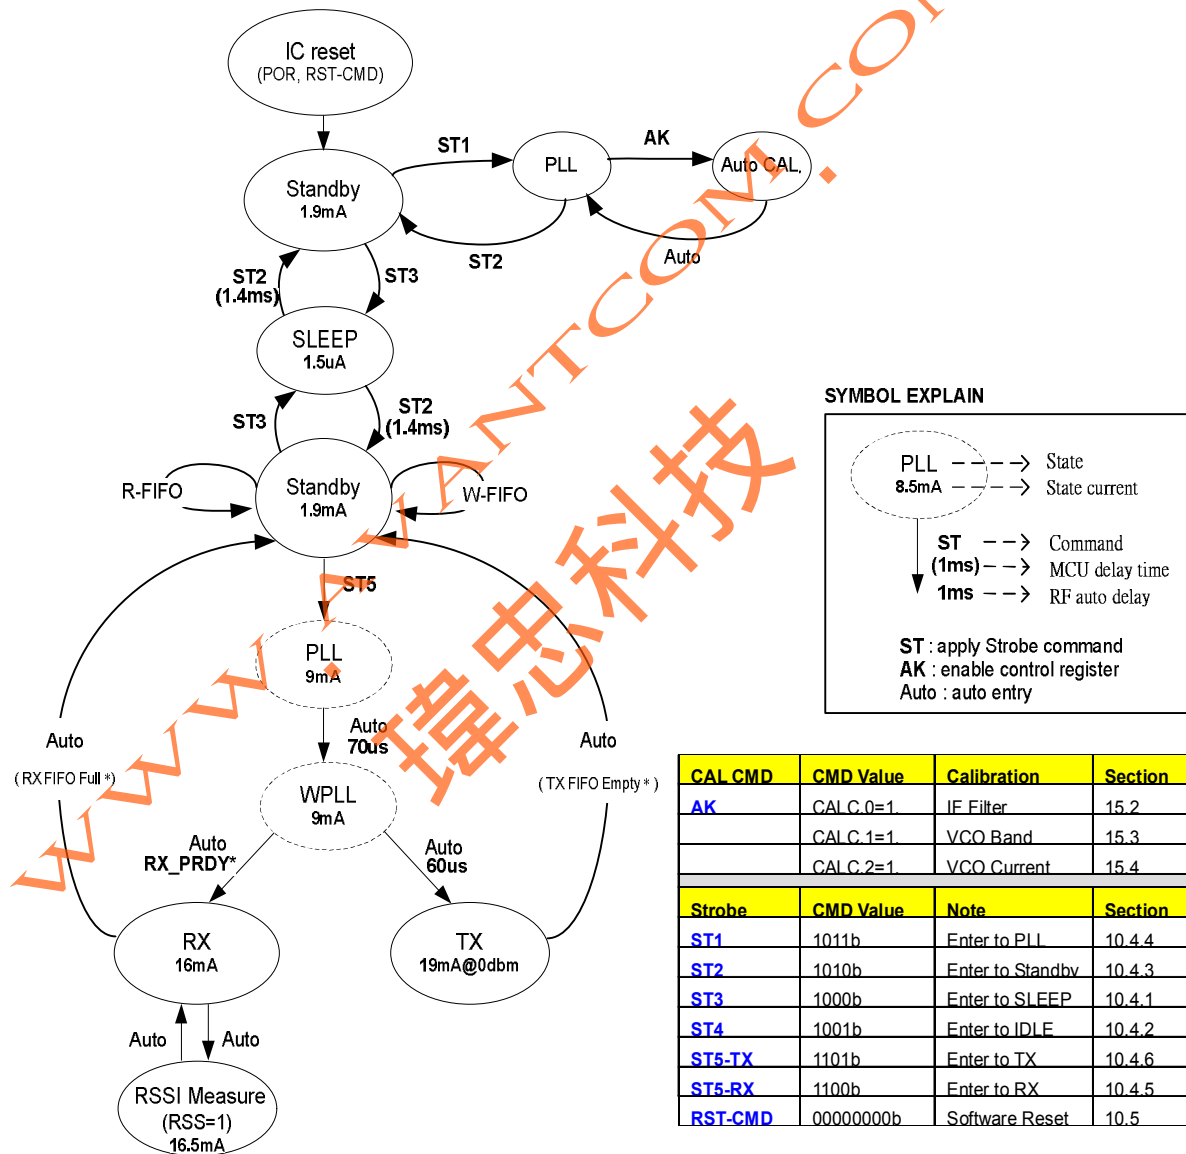 IC reset
(POR, RST-CMD)
ST1
AK
PLL
Auto CAL,
Standby
1.9mA
ST2
Auto
ST2
(1.4ms)
ST3
SLEEP
1.5uA
ST3
ST2
(1.4ms)
R-FIFO
Standby
1.9mA
W-FIFO
ST5
PLL
9mA
Auto
70us
Auto
(RX FIFO Full *)
Auto
(TX FIFO Empty *)
WPLL
9mA
Auto
RX_PRDY*
Auto
60us
RX
16mA
TX
19mA@0dbm
Auto
Auto
RSSI Measure
(RSS=1)
16.5mA
SYMBOL EXPLAIN
PLL State
8.5mA State current
ST Command
(1ms) MCU delay time
1ms RF auto delay
ST : apply Strobe command
AK : enable control register
Auto : auto entry
CAL CMD CMD Value Calibration Section
AK CALC.0=1. IF Filter 15.2
CALC.1=1. VCO Band 15.3
CALC.2=1. VCO Current 15.4
Strobe CMD Value Note Section
ST1 1011b Enter to PLL 10.4.4
ST2 1010b Enter to Standby 10.4.3
ST3 1000b Enter to SLEEP 10.4.1
ST4 1001b Enter to IDLE 10.4.2
ST5-TX 1101b Enter to TX 10.4.6
ST5-RX 1100b Enter to RX 10.4.5
RST-CMD 00000000b Software Reset 10.5
瑋忠科技